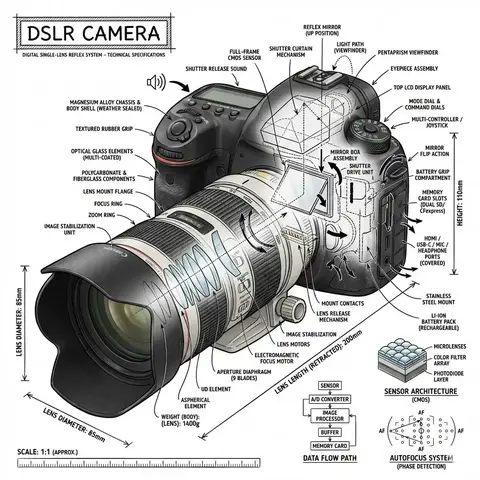 DSLR CAMERA
DIGITAL SINGLE-LENS REFLEX SYSTEM – TECHNICAL SPECIFICATIONS
REFLEX MIRROR
(UP POSITION)
FULL-FRAME
CMOS SENSOR
SHUTTER CURTAIN
MECHANISM
LIGHT PATH
(VIEWFINDER)
PENTAPRISM VIEWFINDER
SHUTTER RELEASE SOUND
EYEPIECE ASSEMBLY
TOP LCD DISPLAY PANEL
MAGNESIUM ALLOY CHASSIS &
BODY SHELL (WEATHER SEALED)
MODE DIAL &
COMMAND DIALS
MULTI-CONTROLLER /
JOYSTICK
TEXTURED RUBBER GRIP
MIRROR BOX
ASSEMBLY
MIRROR
FLIP ACTION
OPTICAL GLASS ELEMENTS
(MULTI-COATED)
SHUTTER
DRIVE UNIT
BATTERY GRIP
COMPARTMENT
POLYCARBONATE &
FIBERGLASS COMPONENTS
MEMORY
CARD SLOTS
(DUAL SD/
CFexpress)
HEIGHT: 110mm
LENS MOUNT FLANGE
FOCUS RING
ZOOM RING
IMAGE STABILIZATION
UNIT
HDMI /
USB-C / MIC /
HEADPHONE
PORTS
(COVERED)
STAINLESS
STEEL MOUNT
MOUNT CONTACTS
LENS RELEASE
MECHANISM
LI-ION
BATTERY PACK
(RECHARGEABLE)
IMAGE STABILIZATION
LENS MOTORS
LENS LENGTH (RETRACTED): 200mm
ELECTROMAGNETIC
FOCUS MOTOR
APERTURE DIAPHRAGM
(9 BLADES)
UD ELEMENT
ASPHERICAL
ELEMENT
WEIGHT (BODY):
(LENS): 1400g
LENS DIAMETER: 85mm
LENS DIAMETER: 85mm
MICROLENSES
COLOR FILTER
ARRAY
PHOTODIODE
LAYER
SENSOR ARCHITECTURE
(CMOS)
SENSOR
A/D CONVERTER
IMAGE
PROCESSOR
BUFFER
MEMORY CARD
DATA FLOW PATH
AF
AF
AF
AUTOFOCUS SYSTEM
(PHASE DETECTION)
SCALE: 1:1 (APPROX.)